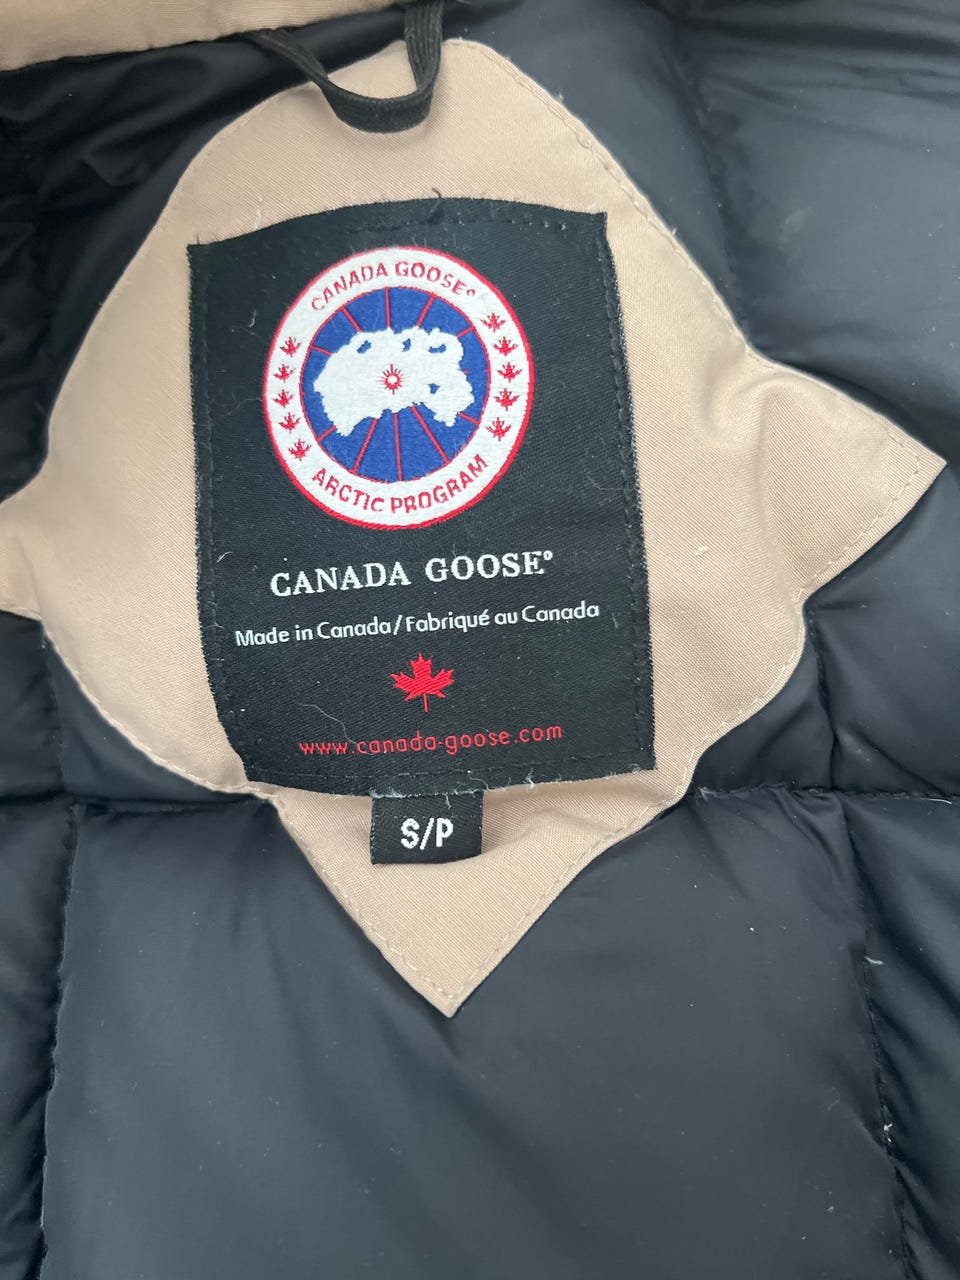 CANADA GOOSE®
ARCTIC PROGRAM
CANADA GOOSE®
Made in Canada/Fabriqué au Canada
www.canada-goose.com
S/P